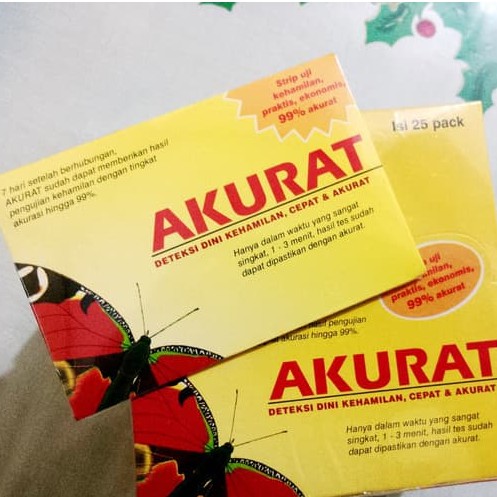 Strip uji
kehamilan,
praktis, ekonomis,
99% akurat
7 hari setelah berhubungan,
AKURAT sudah dapat memberikan hasil
pengujian kehamilan dengan tingkat
akurasi hingga 99%.
AKURAT
DETEKSI DINI KEHAMILAN, CEPAT & AKURAT
Hanya dalam waktu yang sangat
singkat, 1 - 3 menit, hasil tes sudah
dapat dipastikan dengan akurat.
Isi 25 pack
uji
praktis, ekonomis,
99% akurat
hasil pengujian
akurasi hingga 99%.
AKURAT
DETEKSI DINI KEHAMILAN, CEPAT & AKURAT
Hanya dalam waktu yang sangat
singkat, 1 - 3 menit, hasil tes sudah
dapat dipastikan dengan akurat.